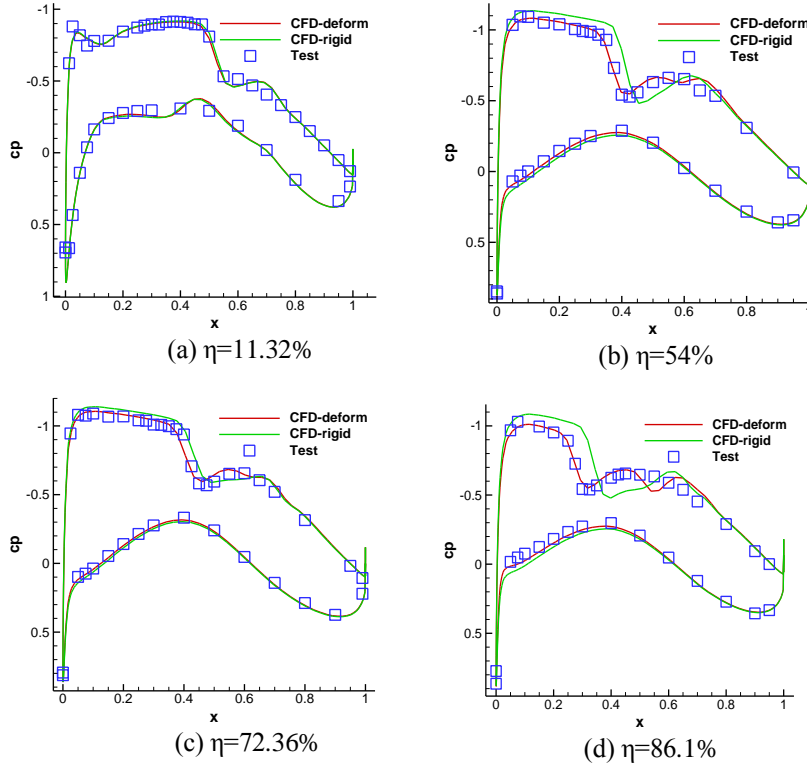 -1
-0.5
0
0.5
1
cp
0
0.2
0.4
0.6
0.8
1
x
CFD-deform
CFD-rigid
Test
(a) η=11.32%
-1
-0.5
0
0.5
cp
0
0.2
0.4
0.6
0.8
1
x
CFD-deform
CFD-rigid
Test
(b) η=54%
-1
-0.5
0
0.5
cp
0
0.2
0.4
0.6
0.8
1
x
CFD-deform
CFD-rigid
Test
(c) η=72.36%
-1
-0.5
0
0.5
cp
0
0.2
0.4
0.6
0.8
1
x
CFD-deform
CFD-rigid
Test
(d) η=86.1%